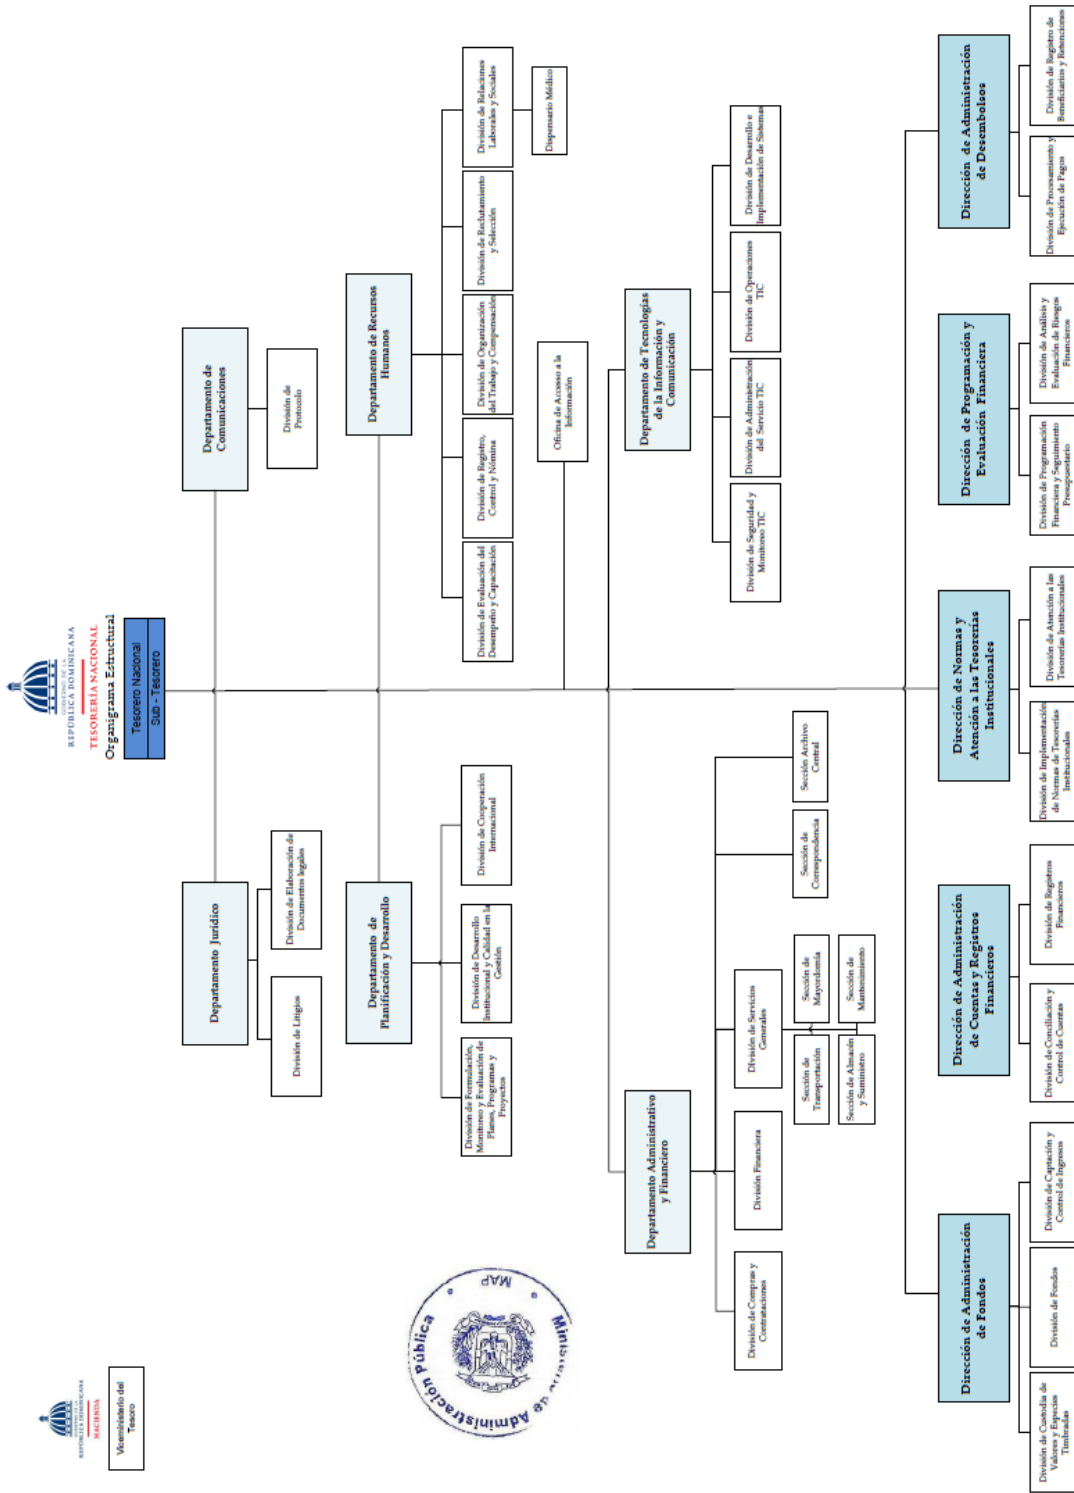 GOBIERNO DE LA
REPÚBLICA DOMINICANA
HACIENDA
Viceministerio del
Tesoro
GOBIERNO DE LA
REPÚBLICA DOMINICANA
TESORERÍA NACIONAL
Organigrama Estructural
Tesorero Nacional
Sub - Tesorero
Departamento Jurídico
División de Litigios
División de Elaboración de
Documentos legales
Departamento de
Comunicaciones
División de
Protocolo
Departamento de
Planificación y Desarrollo
División de Formulación,
Monitoreo y Evaluación de
Planes, Programas y
Proyectos
División de Desarrollo
Institucional y Calidad en la
Gestión
División de Cooperación
Internacional
Departamento de Recursos
Humanos
División de Evaluación del
Desempeño y Capacitación
División de Registro,
Control y Nómina
División de Organización
del Trabajo y Compensación
División de Reclutamiento
y Selección
División de Relaciones
Laborales y Sociales
Dispensario Médico
Oficina de Accesso a la
Información
Ministerio de Administración Pública
MAP
Departamento Administrativo
y Financiero
División de Compras y
Contrataciones
División Financiera
División de Servicios
Generales
Sección de
Transportación
Sección de
Mayordomía
Sección de Almacén
y Suministro
Sección de
Mantenimiento
Sección de
Correspondencia
Sección Archivo
Central
Departamento de Tecnologías
de la Información y
Comunicación
División de Seguridad y
Monitoreo TIC
División de Administración
del Servicio TIC
División de Operaciones
TIC
División de Desarrollo e
Implementación de Sistemas
Dirección de Administración
de Fondos
División de Custodia de
Valores y Especies
Timbradas
División de Fondos
División de Captación y
Control de Ingresos
Dirección de Administración
de Cuentas y Registros
Financieros
División de Conciliación y
Control de Cuentas
División de Registros
Financieros
Dirección de Normas y
Atención a las Tesorerías
Institucionales
División de Implementación
de Normas de Tesorerías
Institucionales
División de Atención a las
Tesorerías Institucionales
Dirección de Programación y
Evaluación Financiera
División de Programación
Financiera y Seguimiento
Presupuestario
División de Análisis y
Evaluación de Riesgos
Financieros
Dirección de Administración
de Desembolsos
División de Procesamiento y
Ejecución de Pagos
División de Registro de
Beneficiarios y Retenciones